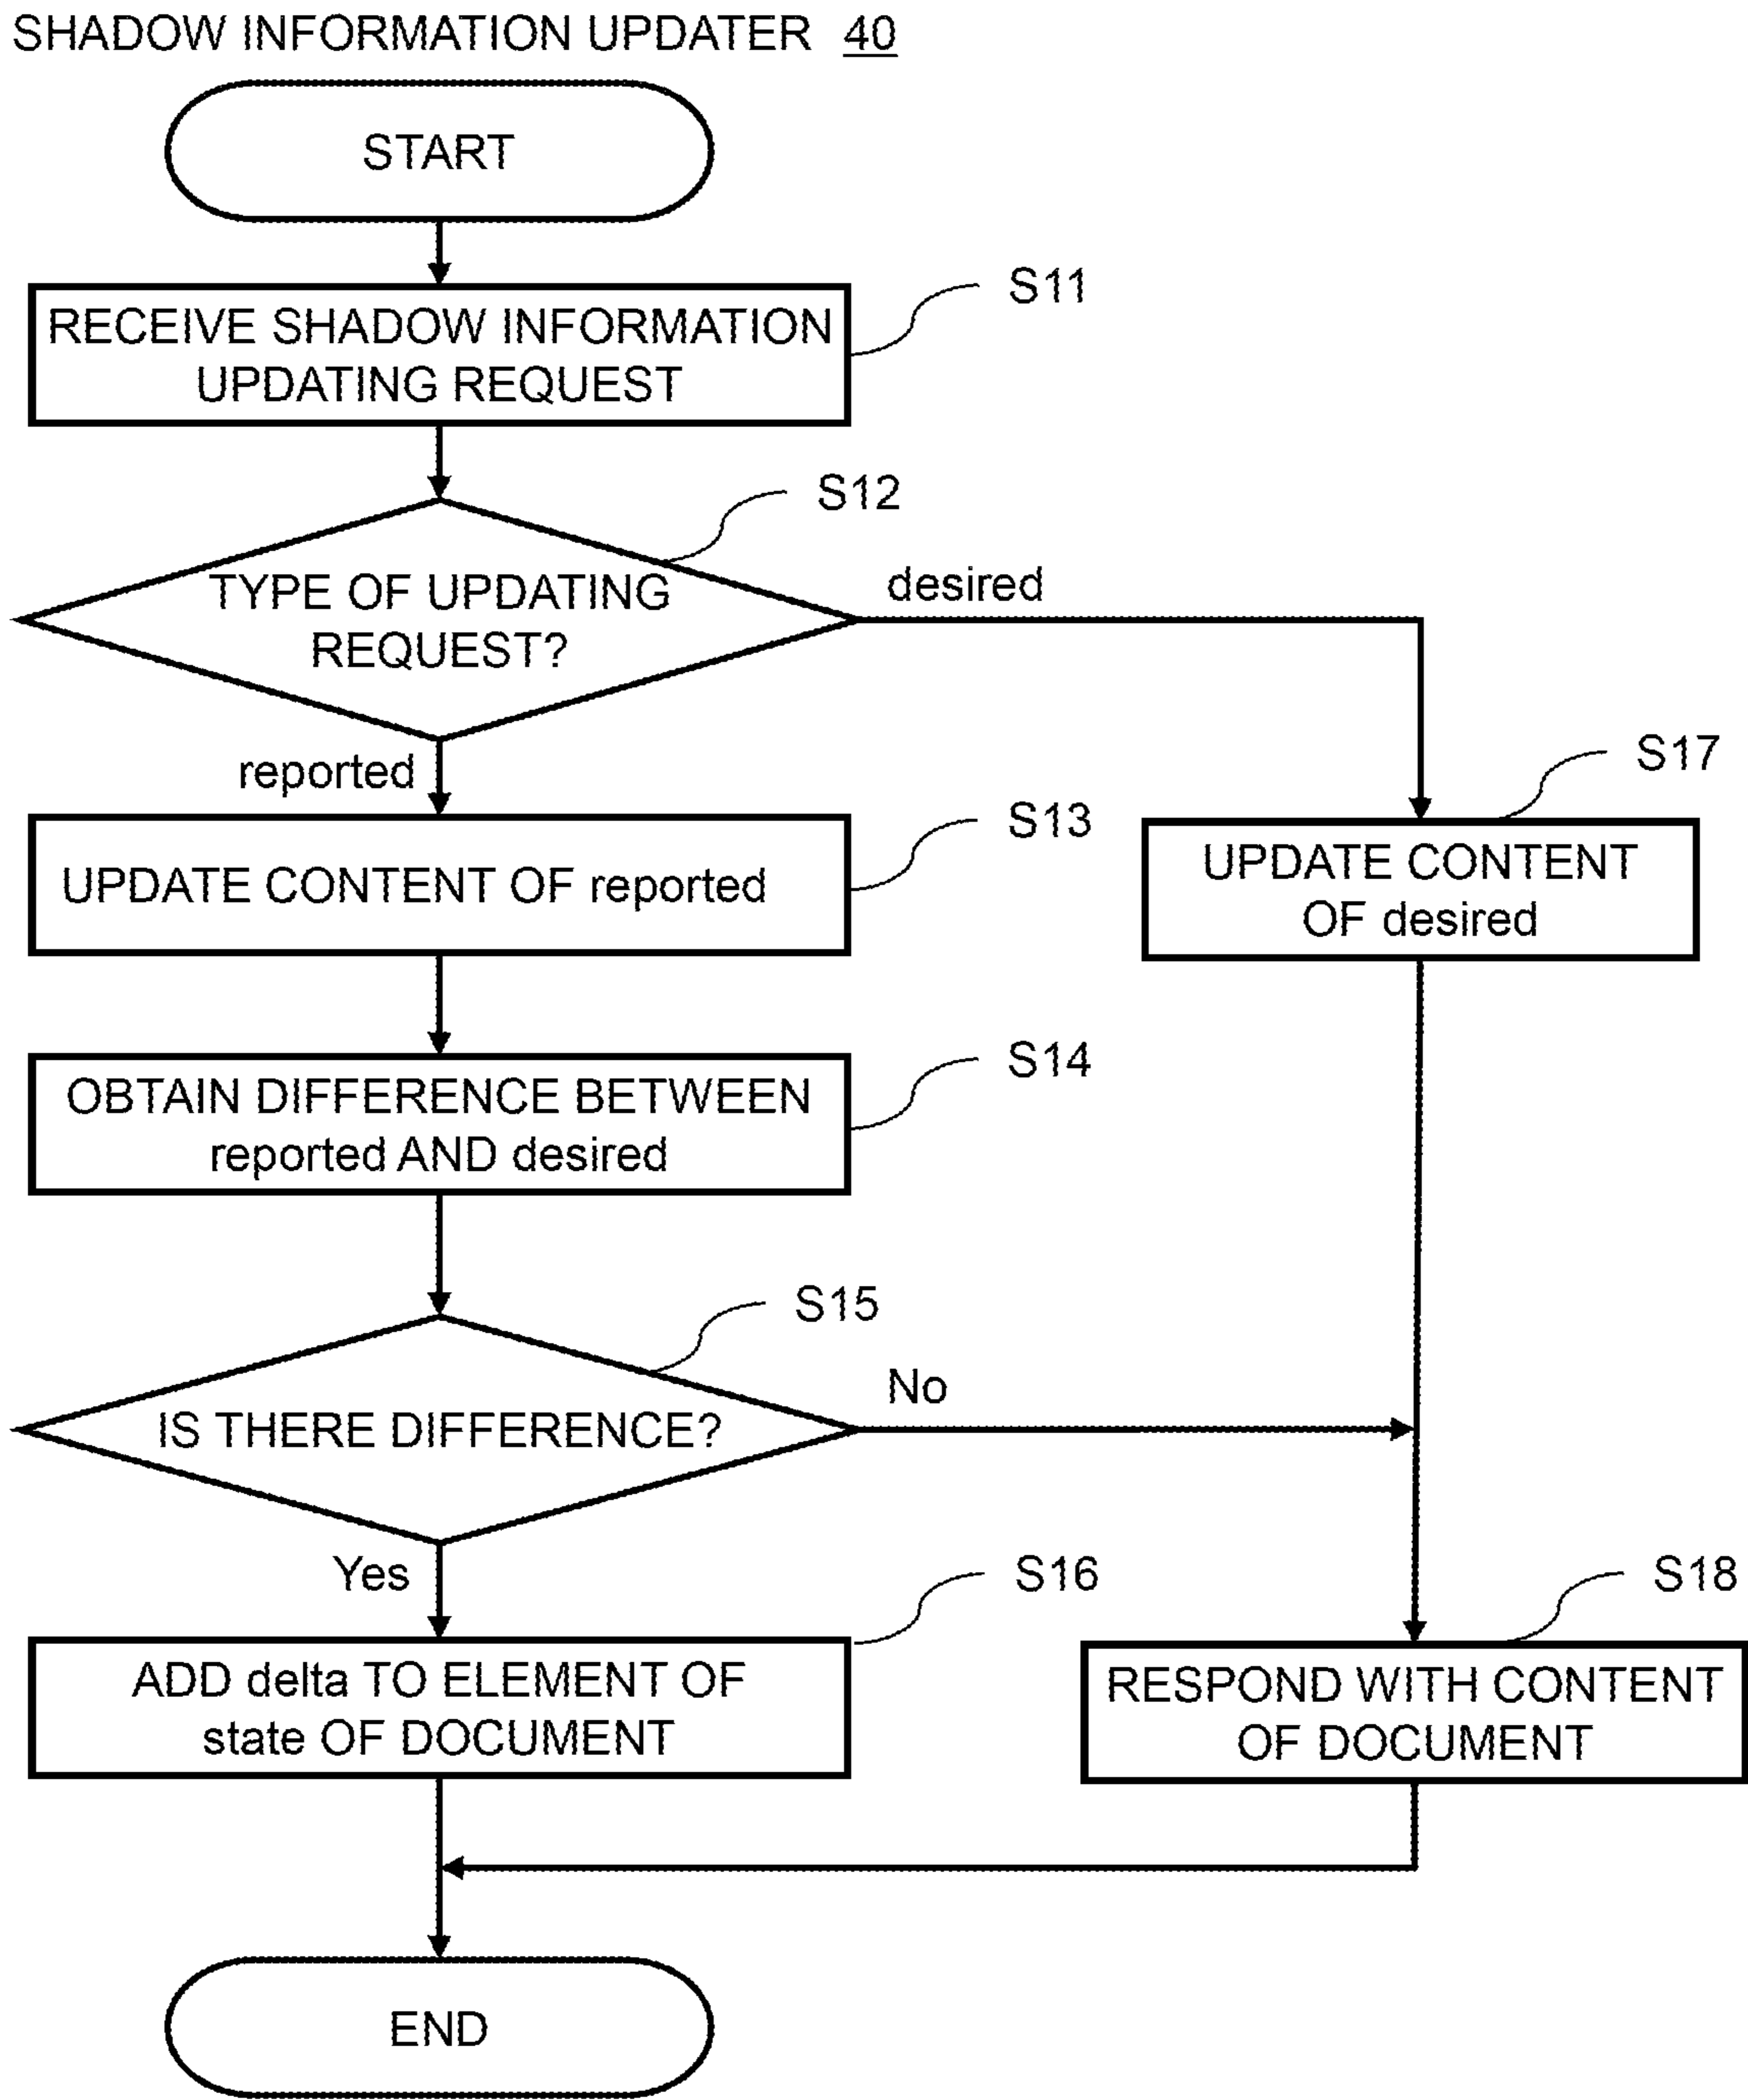 SHADOW INFORMATION UPDATER 40
START
S11
RECEIVE SHADOW INFORMATION
UPDATING REQUEST
S12
TYPE OF UPDATING
REQUEST?
desired
reported
S13
UPDATE CONTENT OF reported
S17
UPDATE CONTENT
OF desired
S14
OBTAIN DIFFERENCE BETWEEN
reported AND desired
S15
IS THERE DIFFERENCE?
No
Yes
S16
ADD delta TO ELEMENT OF
state OF DOCUMENT
S18
RESPOND WITH CONTENT
OF DOCUMENT
END